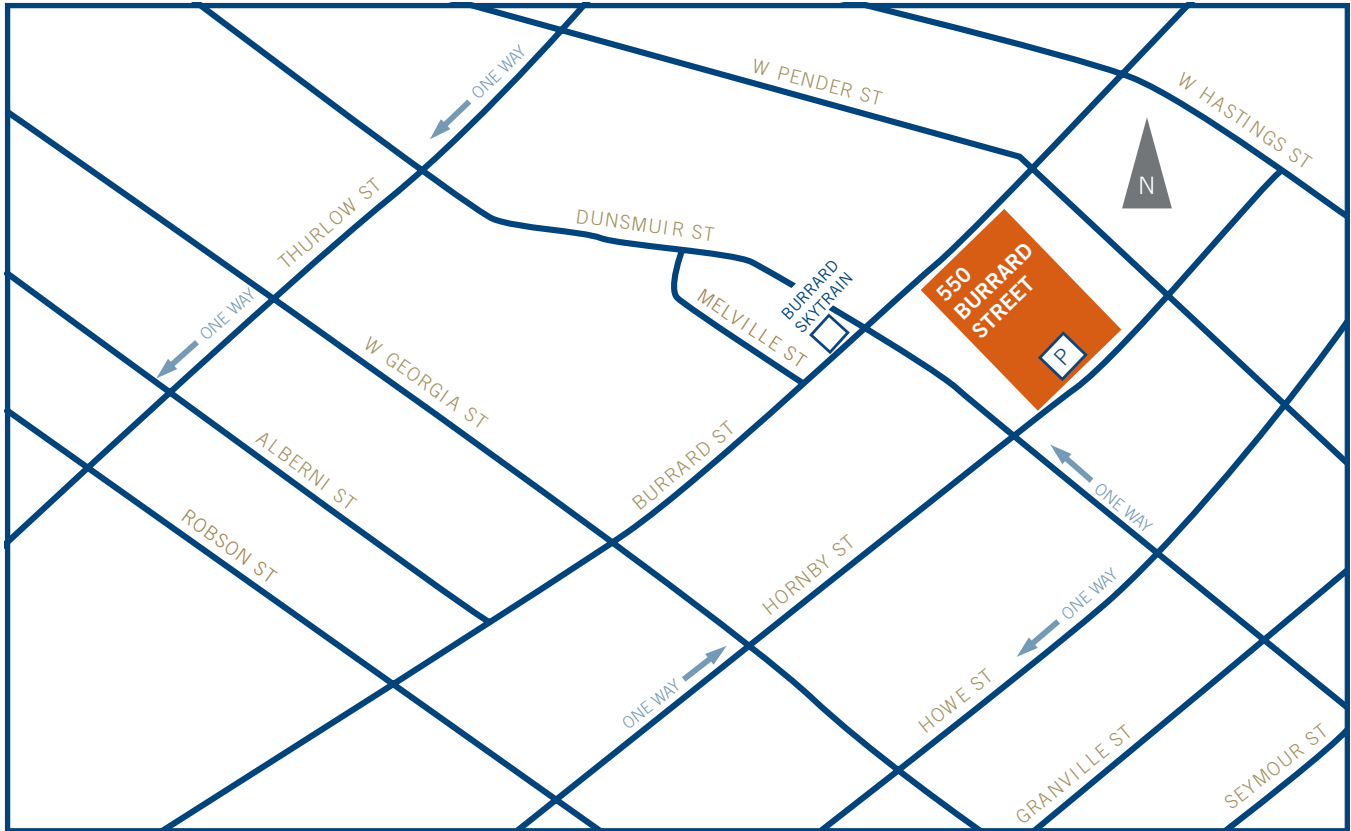 ONE WAY
W PENDER ST
W HASTINGS ST
N
THURLOW ST
DUNSMUIR ST
BURRARD
SKYTRAIN
550
BURRARD
STREET
P
ONE WAY
MELVILLE ST
W GEORGIA ST
ALBERNI ST
BURRARD ST
ROBSON ST
ONE WAY
HORNBY ST
ONE WAY
ONE WAY
HOWE ST
GRANVILLE ST
SEYMOUR ST